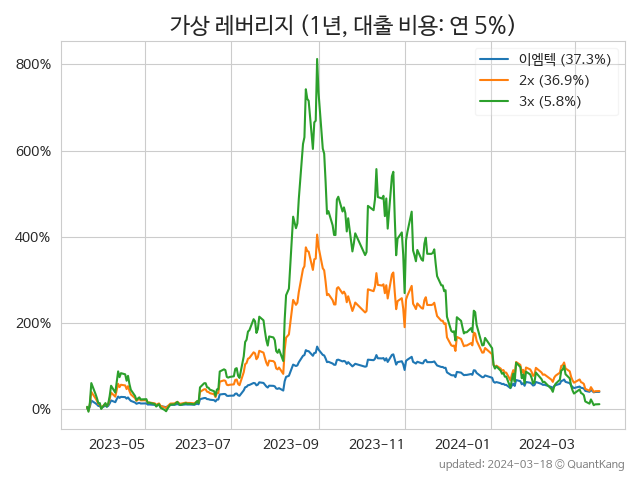 가상 레버리지 (1년, 대출 비용: 연 5%)
이엠텍 (37.3%)
2x (36.9%)
3x (5.8%)
800%
600%
400%
200%
0%
2023-05 2023-07 2023-09 2023-11 2024-01 2024-03
updated: 2024-03-18 © QuantKang